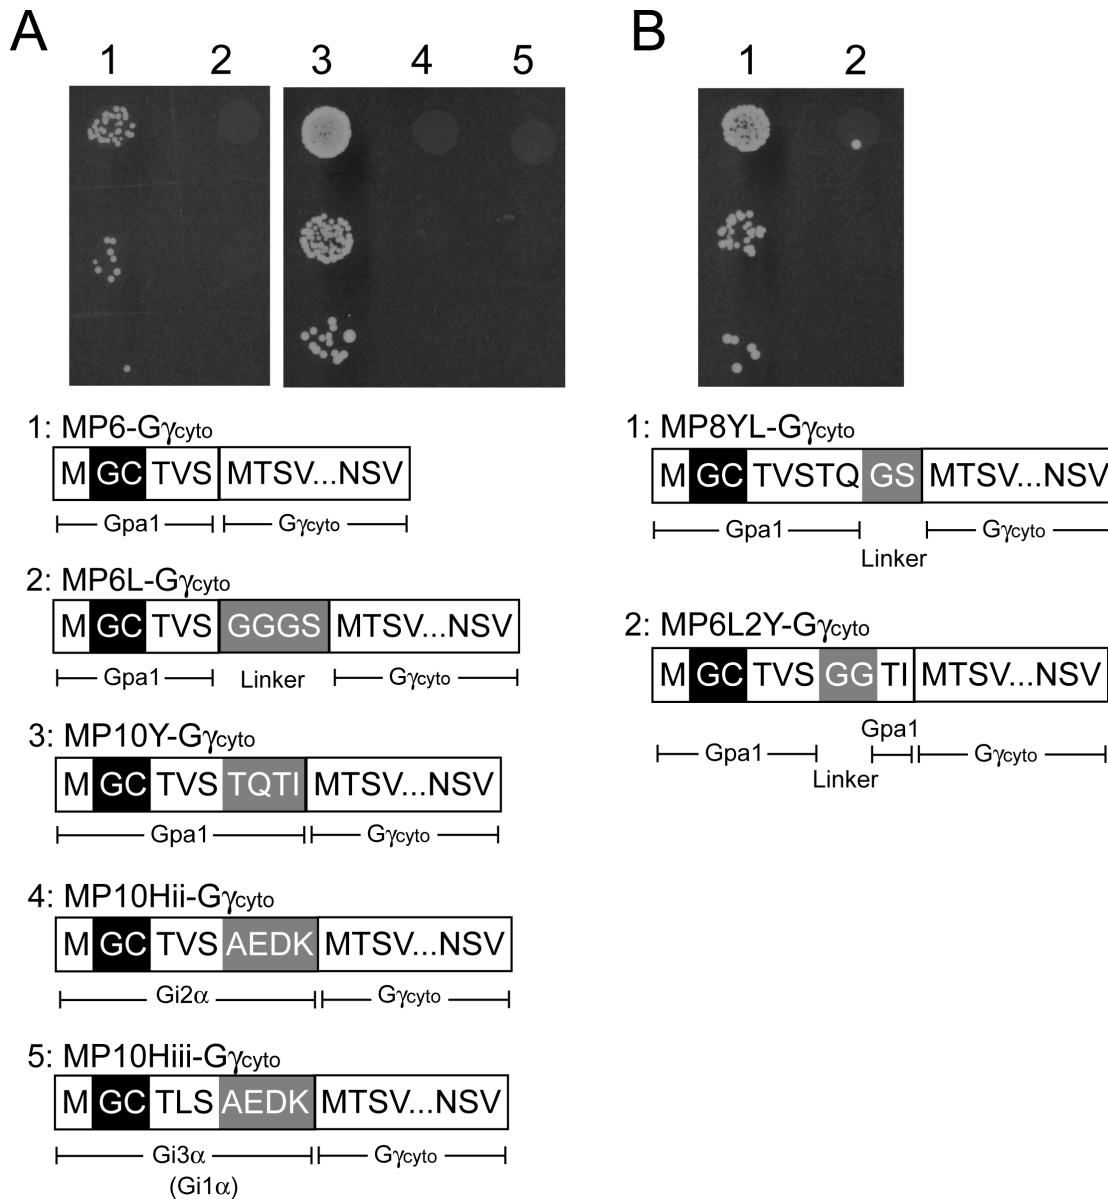 A
1 2 3 4 5
1: MP6-Gγcyto
M GC TVS MTSV...NSV
Gpa1 Gγcyto
2: MP6L-Gγcyto
M GC TVS GGGS MTSV...NSV
Gpa1 Linker Gγcyto
3: MP10Y-Gγcyto
M GC TVS TQTI MTSV...NSV
Gpa1 Gγcyto
4: MP10Hii-Gγcyto
M GC TVS AEDK MTSV...NSV
Gi2α Gγcyto
5: MP10Hiii-Gγcyto
M GC TLS AEDK MTSV...NSV
Gi3α Gγcyto
(Gi1α)
B
1 2
1: MP8YL-Gγcyto
M GC TVSTQ GS MTSV...NSV
Gpa1 Gγcyto
Linker
2: MP6L2Y-Gγcyto
M GC TVS GG TI MTSV...NSV
Gpa1
Gpa1 Gγcyto
Linker